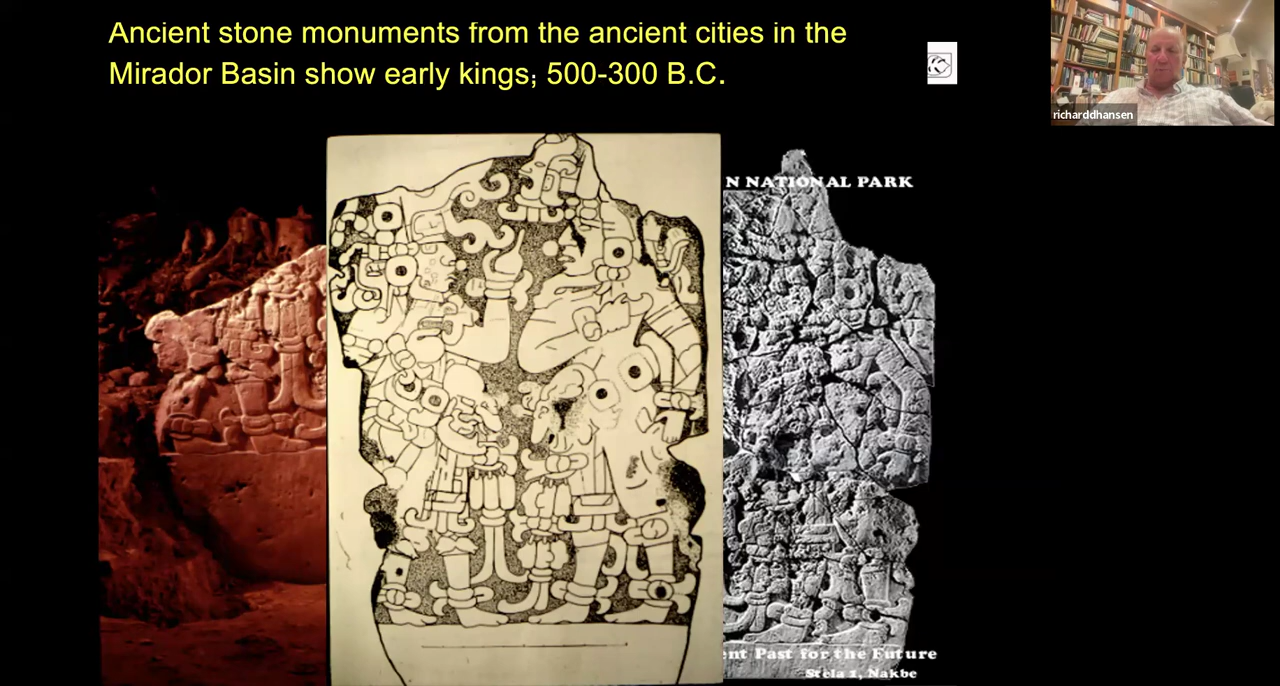 Ancient stone monuments from the ancient cities in the
Mirador Basin show early kings; 500-300 B.C.
richarddhansen
N NATIONAL PARK
ent Past for the Future
Stela 1, Nakbe